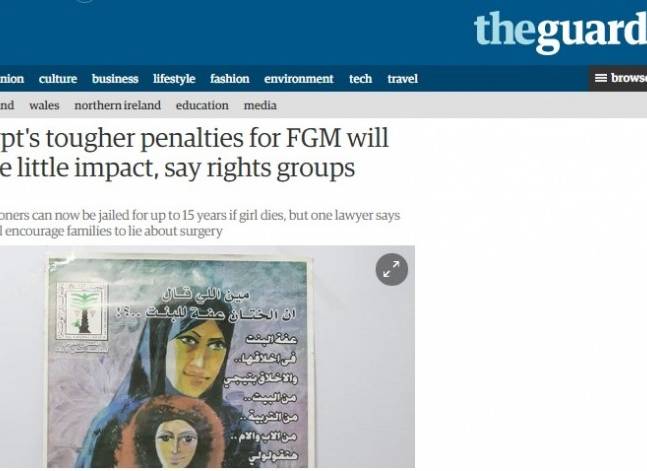 theguard
nion culture business lifestyle fashion environment tech travel
brows
nd wales northern ireland education media
pt's tougher penalties for FGM will
e little impact, say rights groups
oners can now be jailed for up to 15 years if girl dies, but one lawyer says
l encourage families to lie about surgery
مين اللي قال
ان الختان عفة للبنت ..؟!
عفة البنت
في اخلاقها..
والاخلاق بتيجي
من البيت..
من التربية..
من الاب والام..
هتقولولي